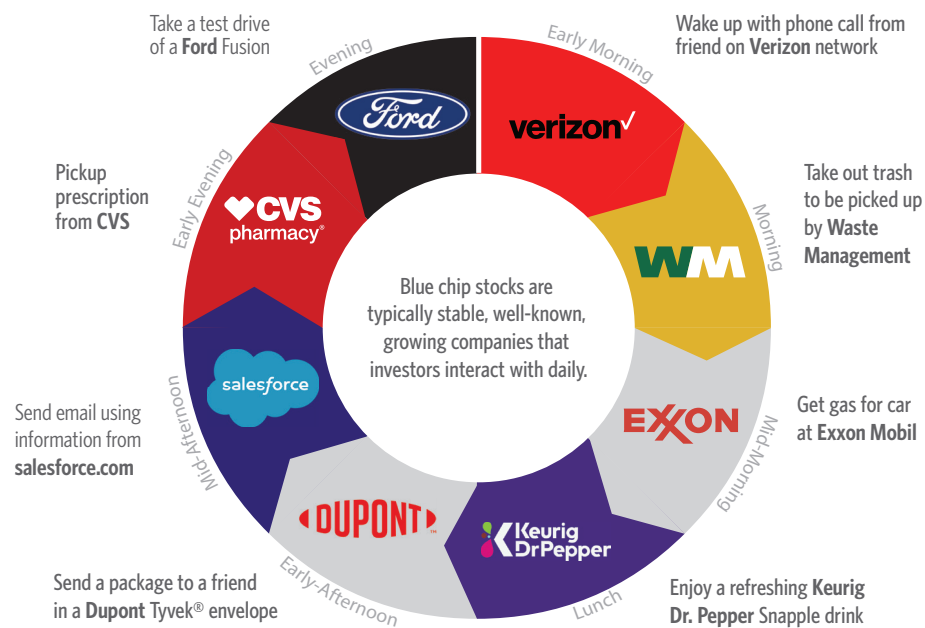 Take a test drive
of a Ford Fusion
Evening
Ford
Early Morning
Wake up with phone call from
friend on Verizon network
verizon✓
Morning
Take out trash
to be picked up
by Waste
Management
WM
Mid-Morning
Get gas for car
at Exxon Mobil
EXXON
Lunch
Enjoy a refreshing Keurig
Dr. Pepper Snapple drink
Keurig
DrPepper
Early-Afternoon
Send a package to a friend
in a Dupont Tyvek® envelope
DUPONT™
Mid-Afternoon
Send email using
information from
salesforce.com
salesforce
Early Evening
Pickup
prescription
from CVS
CVS
pharmacy®
Blue chip stocks are
typically stable, well-known,
growing companies that
investors interact with daily.